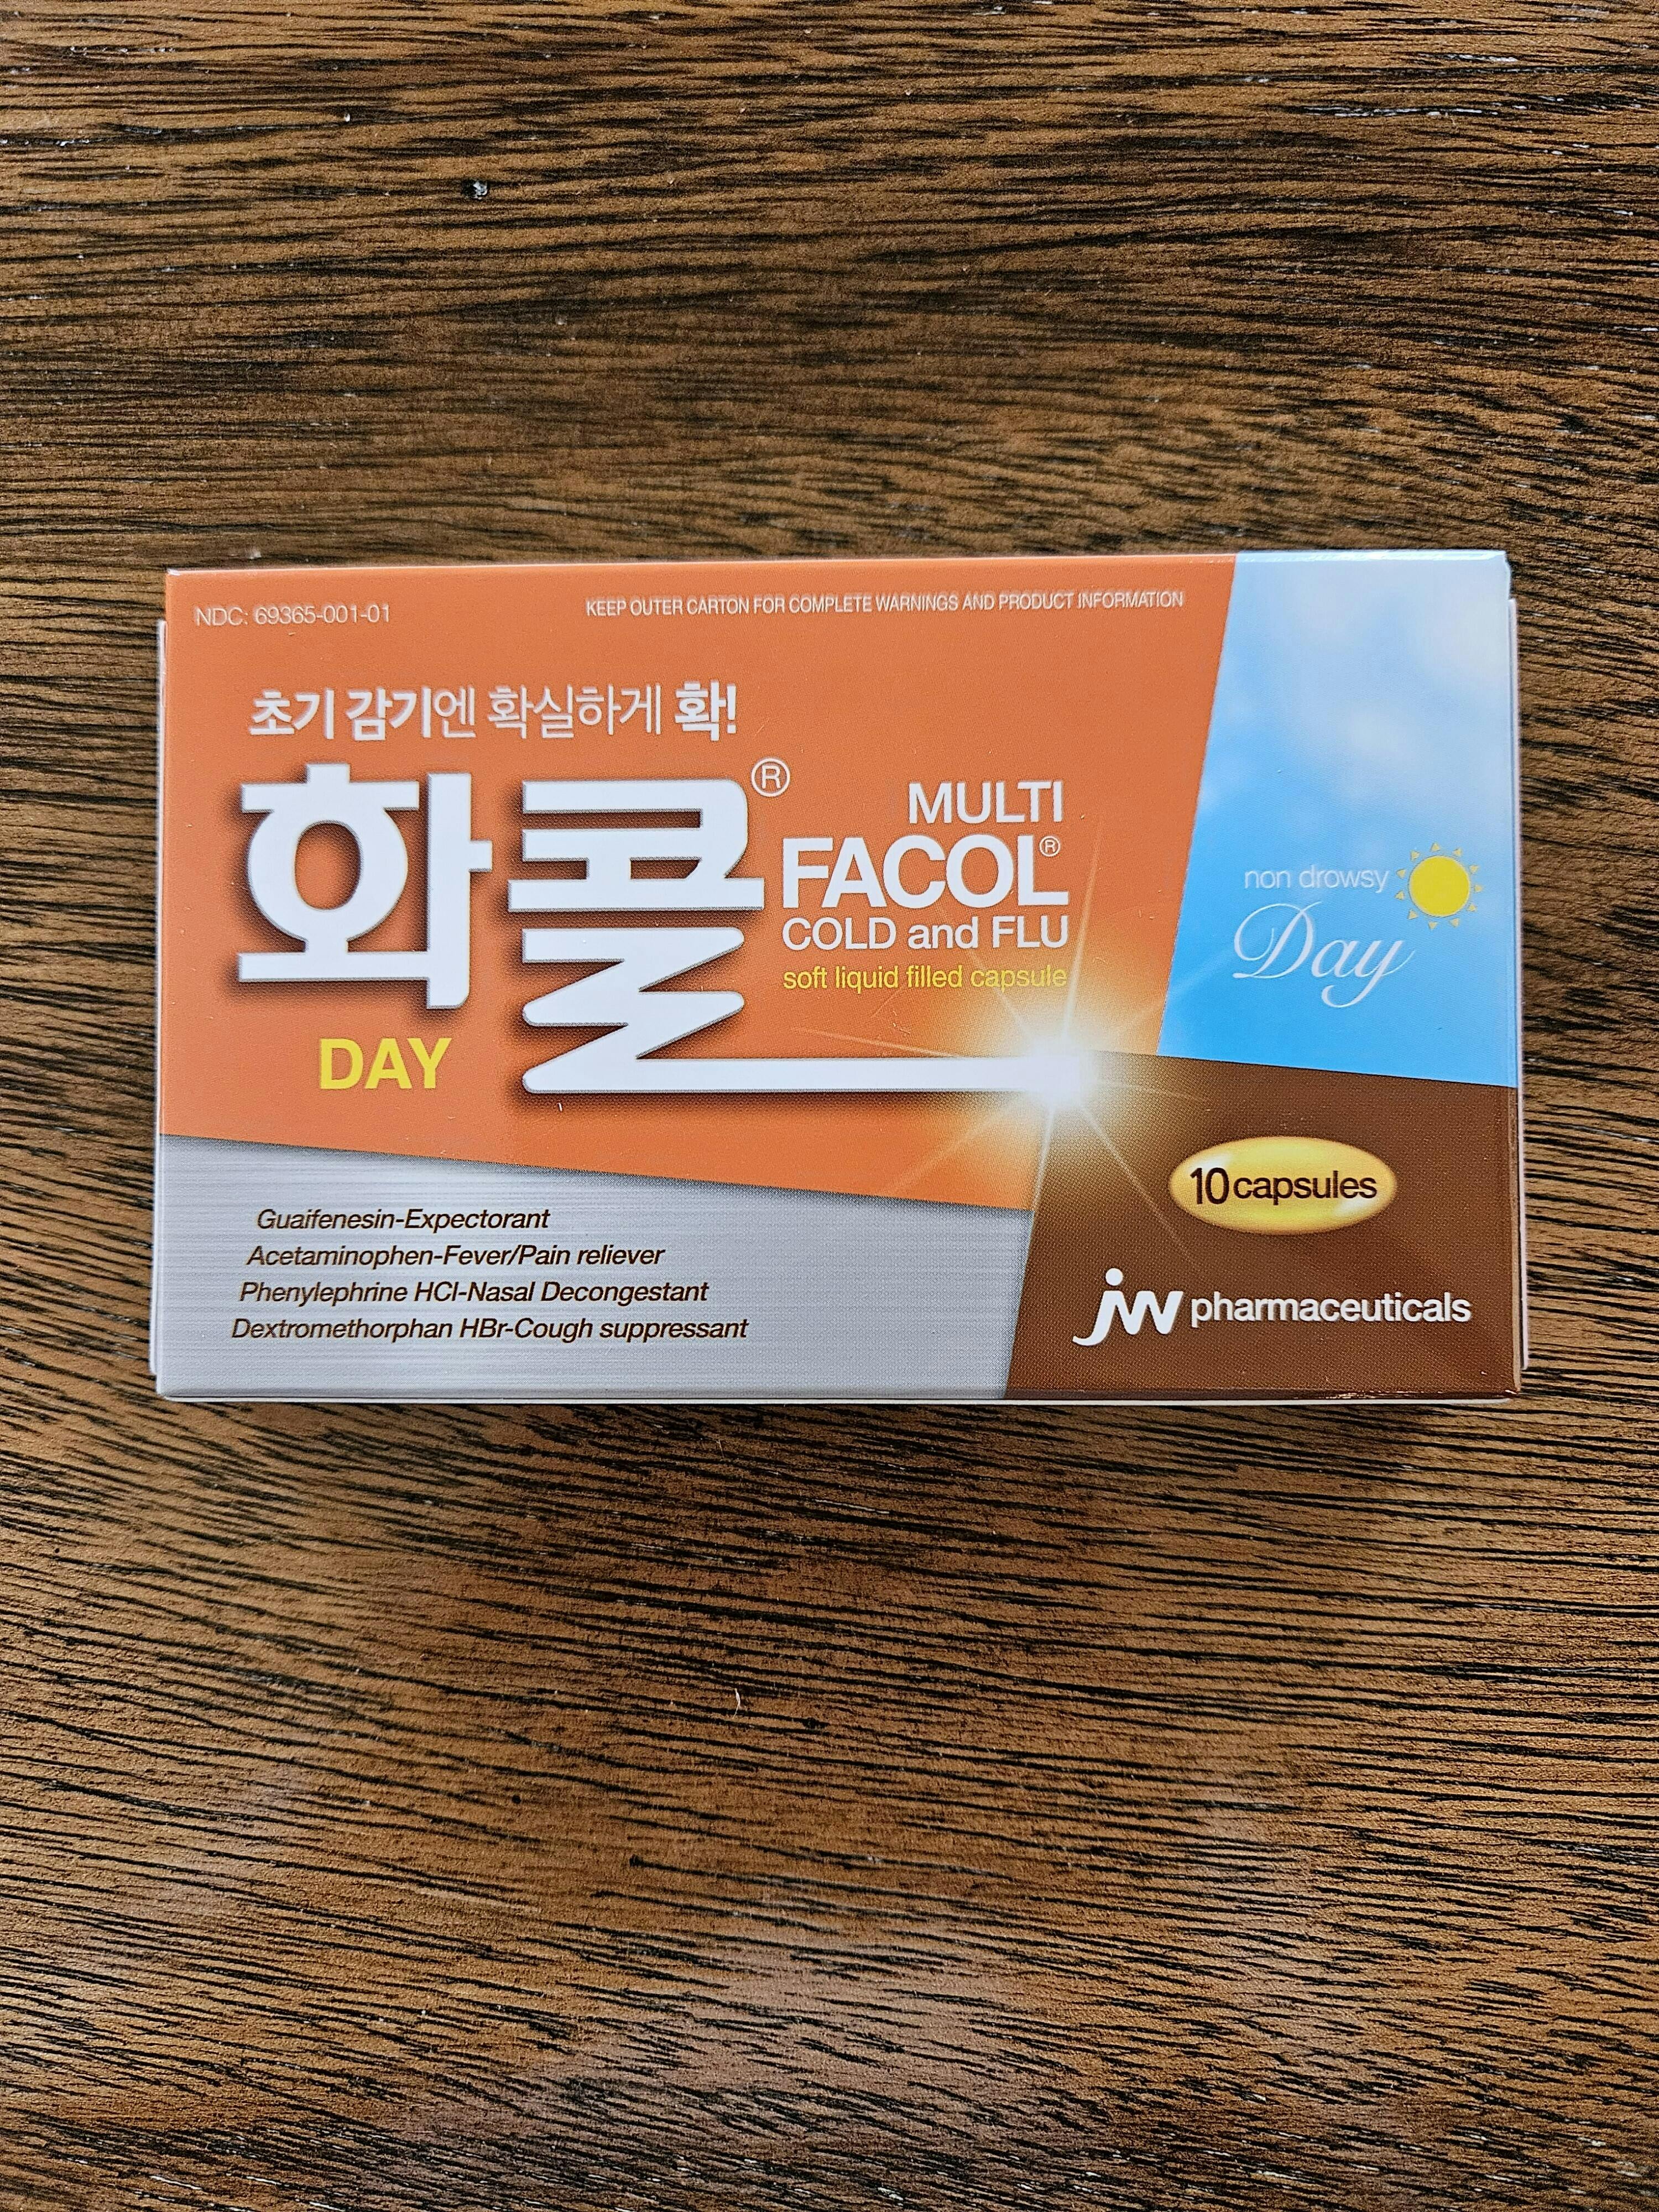 NDC: 69365-001-01
KEEP OUTER CARTON FOR COMPLETE WARNINGS AND PRODUCT INFORMATION
초기 감기엔 확실하게 확!
화콜®
MULTI
FACOL®
COLD and FLU
soft liquid filled capsule
DAY
non drowsy
Day
10 capsules
Guaifenesin-Expectorant
Acetaminophen-Fever/Pain reliever
Phenylephrine HCl-Nasal Decongestant
Dextromethorphan HBr-Cough suppressant
jw pharmaceuticals